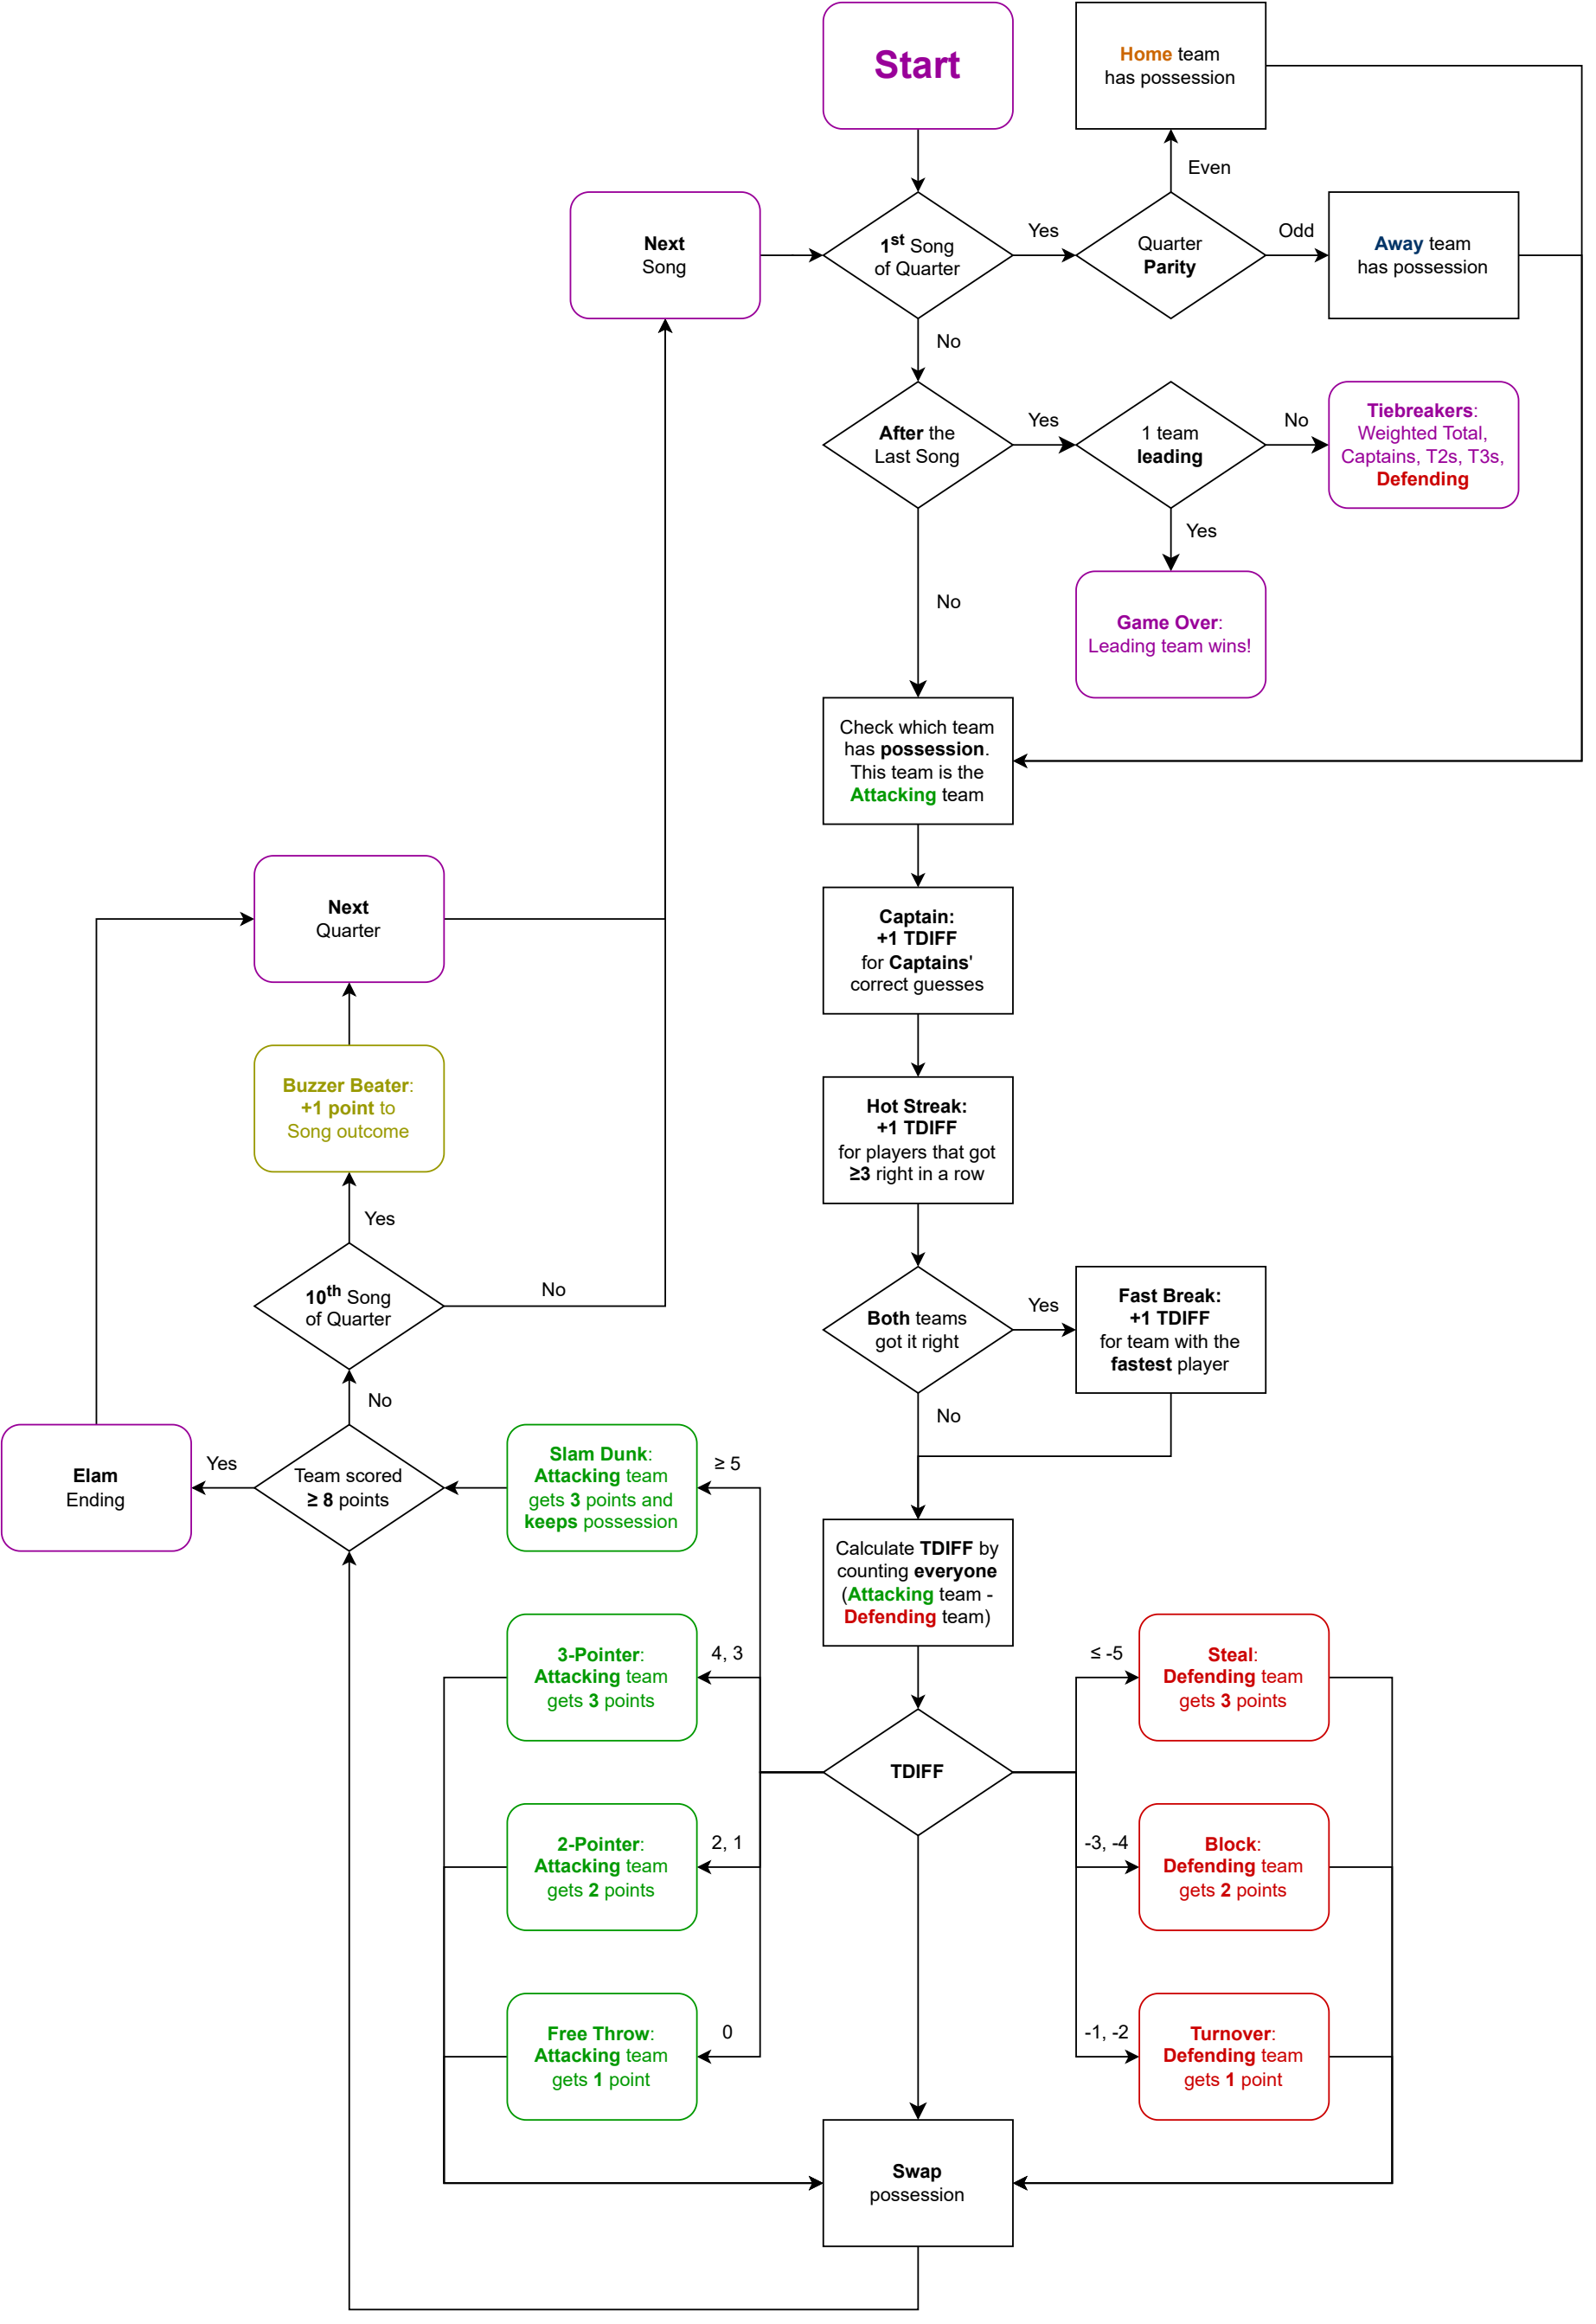 Start
Home team
has possession
Even
Next
Song
1st Song
of Quarter
Yes
Quarter
Parity
Odd
Away team
has possession
No
After the
Last Song
Yes
1 team
leading
No
Tiebreakers:
Weighted Total,
Captains, T2s, T3s,
Defending
Yes
No
Game Over:
Leading team wins!
Check which team
has possession.
This team is the
Attacking team
Next
Quarter
Captain:
+1 TDIFF
for Captains'
correct guesses
Buzzer Beater:
+1 point to
Song outcome
Hot Streak:
+1 TDIFF
for players that got
≥3 right in a row
Yes
10th Song
of Quarter
No
Both teams
got it right
Yes
Fast Break:
+1 TDIFF
for team with the
fastest player
No
No
Elam
Ending
Yes
Team scored
≥ 8 points
Slam Dunk:
Attacking team
gets 3 points and
keeps possession
≥ 5
Calculate TDIFF by
counting everyone
(Attacking team -
Defending team)
3-Pointer:
Attacking team
gets 3 points
4, 3
≤ -5
Steal:
Defending team
gets 3 points
TDIFF
2-Pointer:
Attacking team
gets 2 points
2, 1
-3, -4
Block:
Defending team
gets 2 points
Free Throw:
Attacking team
gets 1 point
0
-1, -2
Turnover:
Defending team
gets 1 point
Swap
possession